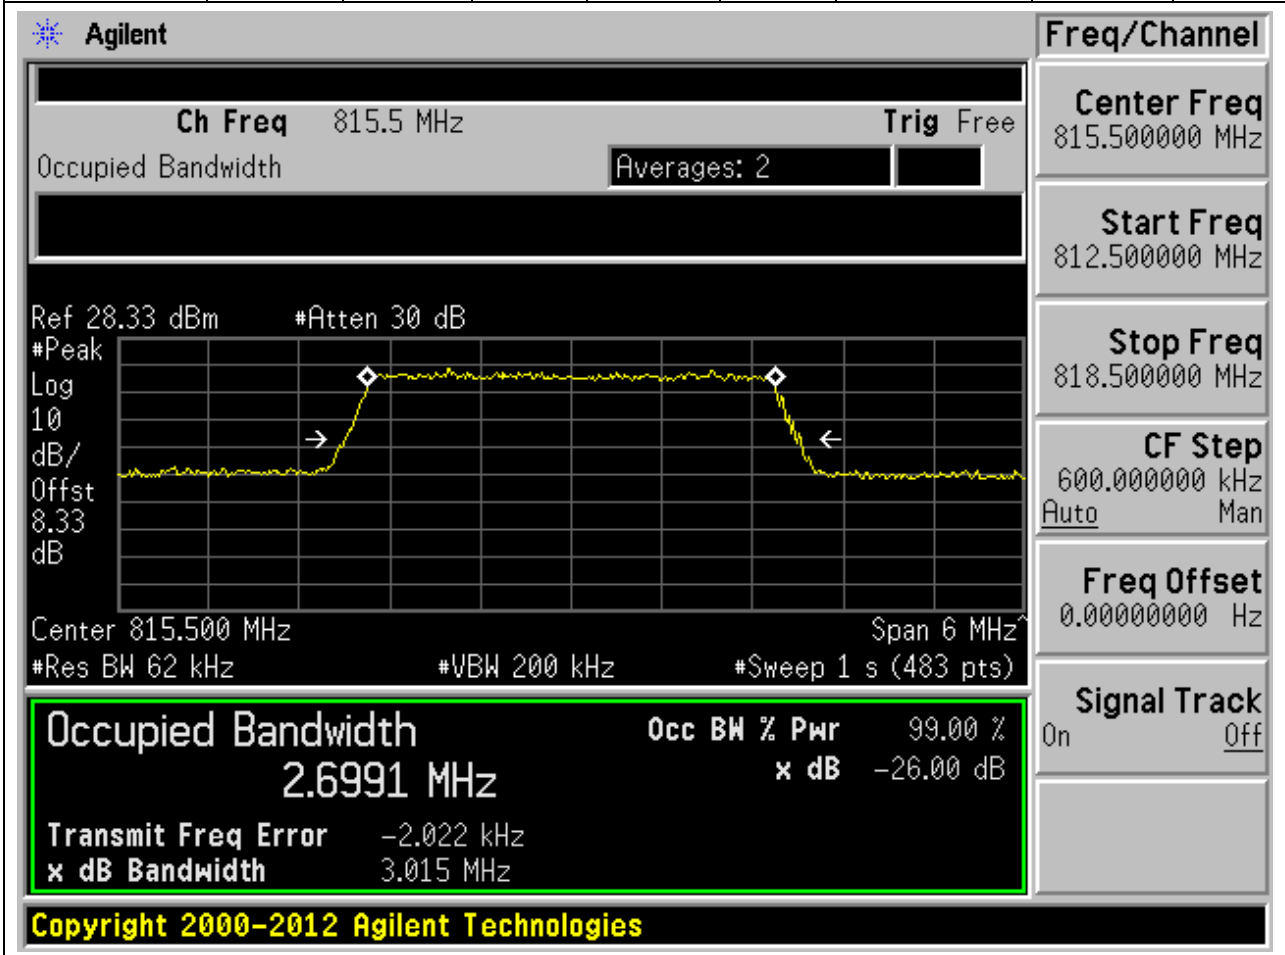 Agilent
Freq/Channel
Ch Freq 815.5 MHz Trig Free
Occupied Bandwidth Averages: 2
Center Freq
815.500000 MHz
Start Freq
812.500000 MHz
Stop Freq
818.500000 MHz
CF Step
600.000000 kHz
Auto Man
Freq Offset
0.00000000 Hz
Signal Track
On Off
Ref 28.33 dBm #Atten 30 dB
#Peak
Log
10
dB/
Offst
8.33
dB
Center 815.500 MHz Span 6 MHz^
#Res BW 62 kHz #VBW 200 kHz #Sweep 1 s (483 pts)
Occupied Bandwidth Occ BW % Pwr 99.00 %
2.6991 MHz x dB -26.00 dB
Transmit Freq Error -2.022 kHz
x dB Bandwidth 3.015 MHz
Copyright 2000-2012 Agilent Technologies